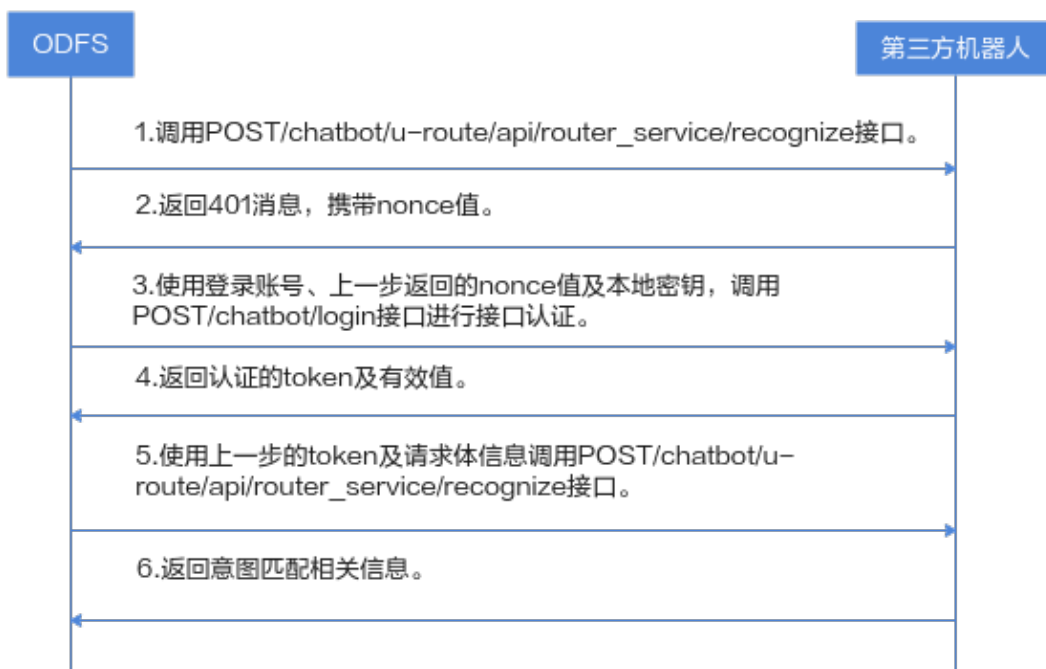 ODFS
第三方机器人
1.调用POST/chatbot/u-route/api/router_service/recognize接口。
2.返回401消息，携带nonce值。
3.使用登录账号、上一步返回的nonce值及本地密钥，调用
POST/chatbot/login接口进行接口认证。
4.返回认证的token及有效值。
5.使用上一步的token及请求体信息调用POST/chatbot/u-
route/api/router_service/recognize接口。
6.返回意图匹配相关信息。